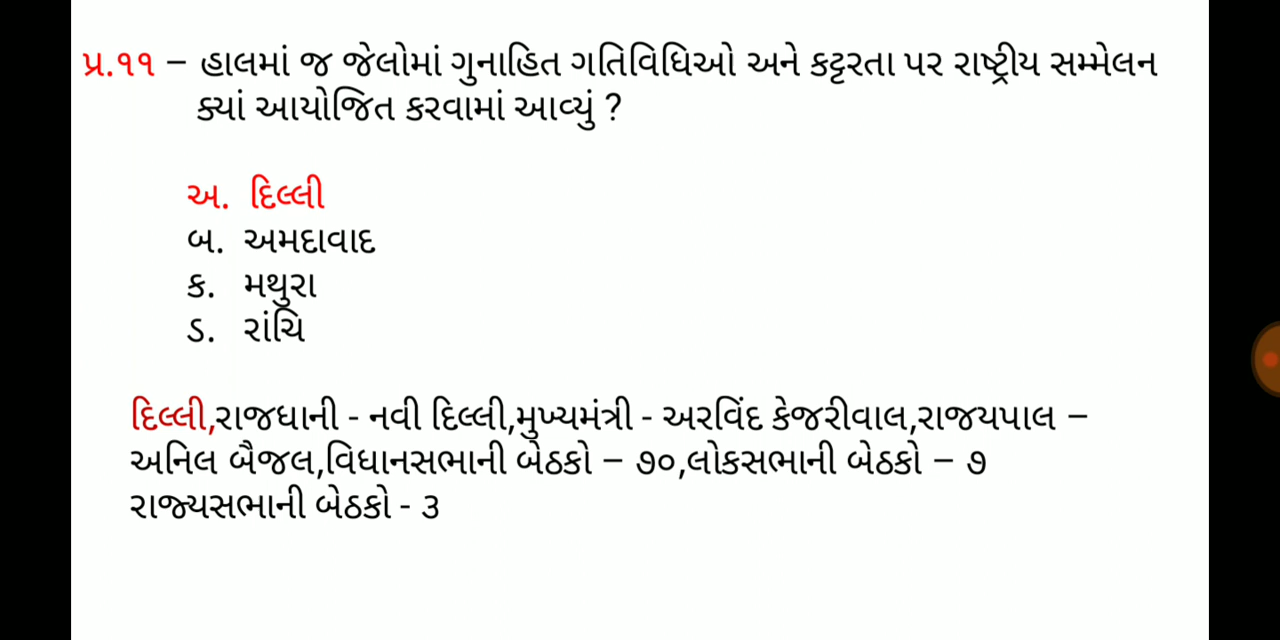 પ્ર.૧૧ – હાલમાં જ જેલોમાં ગુનાહિત ગતિવિધિઓ અને કટ્ટરતા પર રાષ્ટ્રીય સમ્મેલન
ક્યાં આયોજિત કરવામાં આવ્યું ?
અ. દિલ્લી
બ. અમદાવાદ
ક. મથુરા
ડ. રાંચિ
દિલ્લી,રાજધાની - નવી દિલ્લી,મુખ્યમંત્રી - અરવિંદ કેજરીવાલ,રાજયપાલ –
અનિલ બૈજલ,વિધાનસભાની બેઠકો – ૭૦,લોકસભાની બેઠકો – ૭
રાજ્યસભાની બેઠકો - ૩